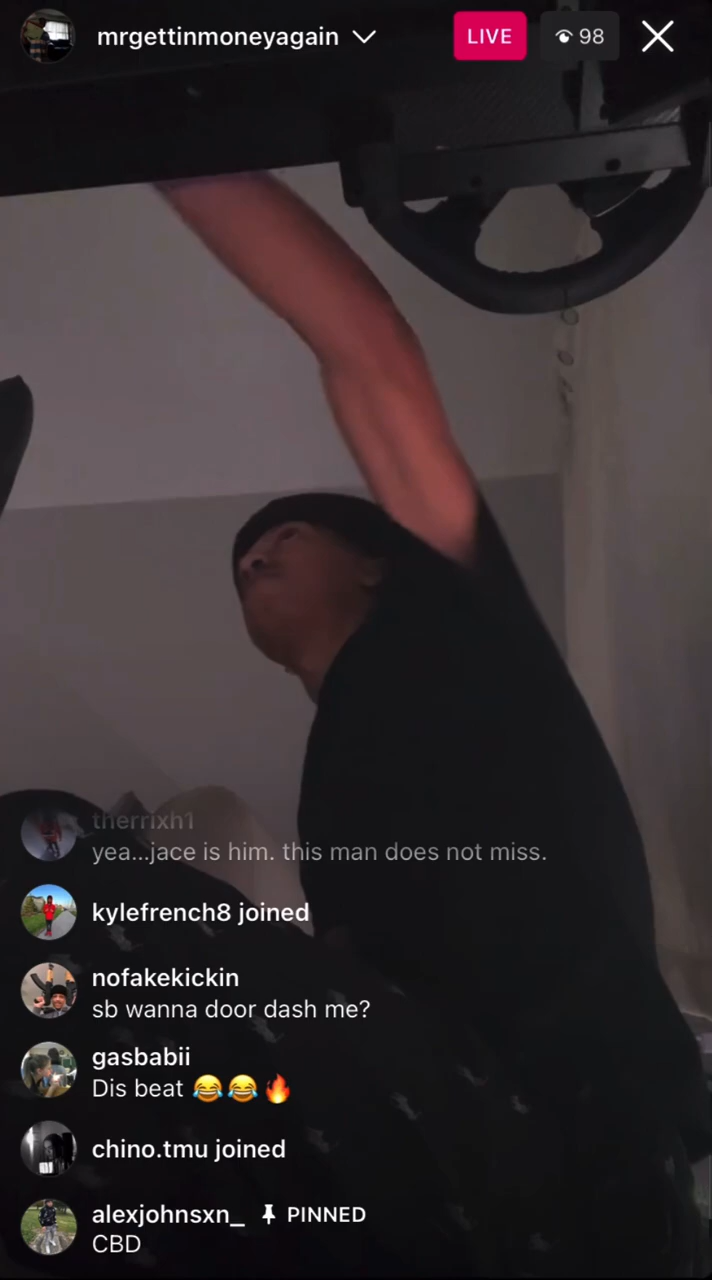 mrgettinmoneyagain
LIVE
98
therrixh1
yea...jace is him. this man does not miss.
kylefrench8 joined
nofakekickin
sb wanna door dash me?
gasbabii
Dis beat 😂😂🔥
chino.tmu joined
alexjohnsxn_ PINNED
CBD